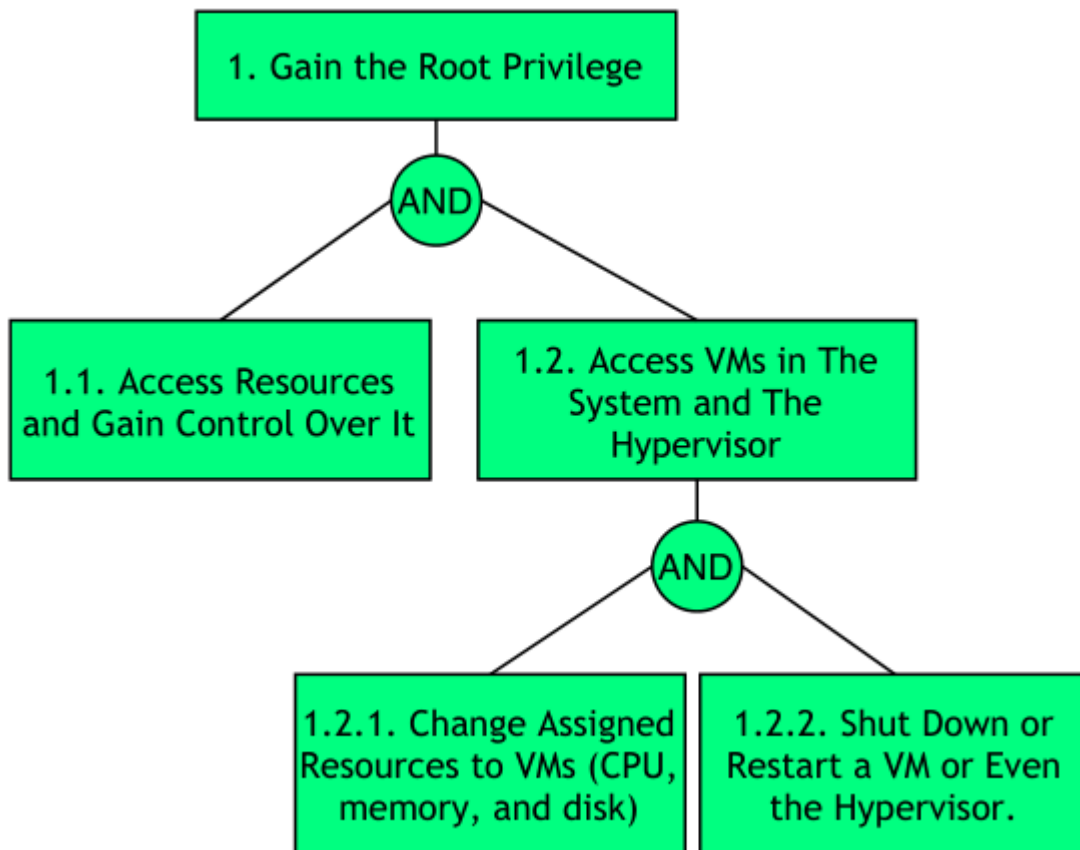 1. Gain the Root Privilege
AND
1.1. Access Resources
and Gain Control Over It
1.2. Access VMs in The
System and The
Hypervisor
AND
1.2.1. Change Assigned
Resources to VMs (CPU,
memory, and disk)
1.2.2. Shut Down or
Restart a VM or Even
the Hypervisor.